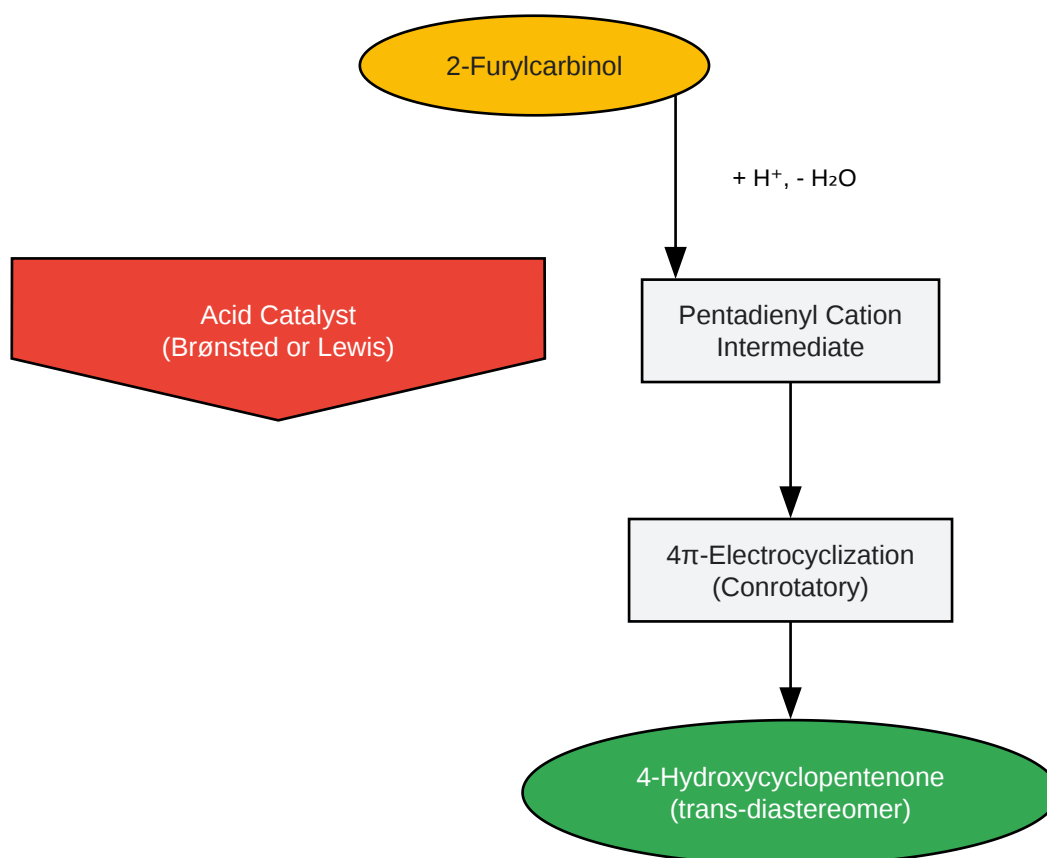 2-Furylcarbinol
+ H⁺, - H₂O
Acid Catalyst
(Brønsted or Lewis)
Pentadienyl Cation
Intermediate
4π-Electrocyclization
(Conrotatory)
4-Hydroxycyclopentenone
(trans-diastereomer)